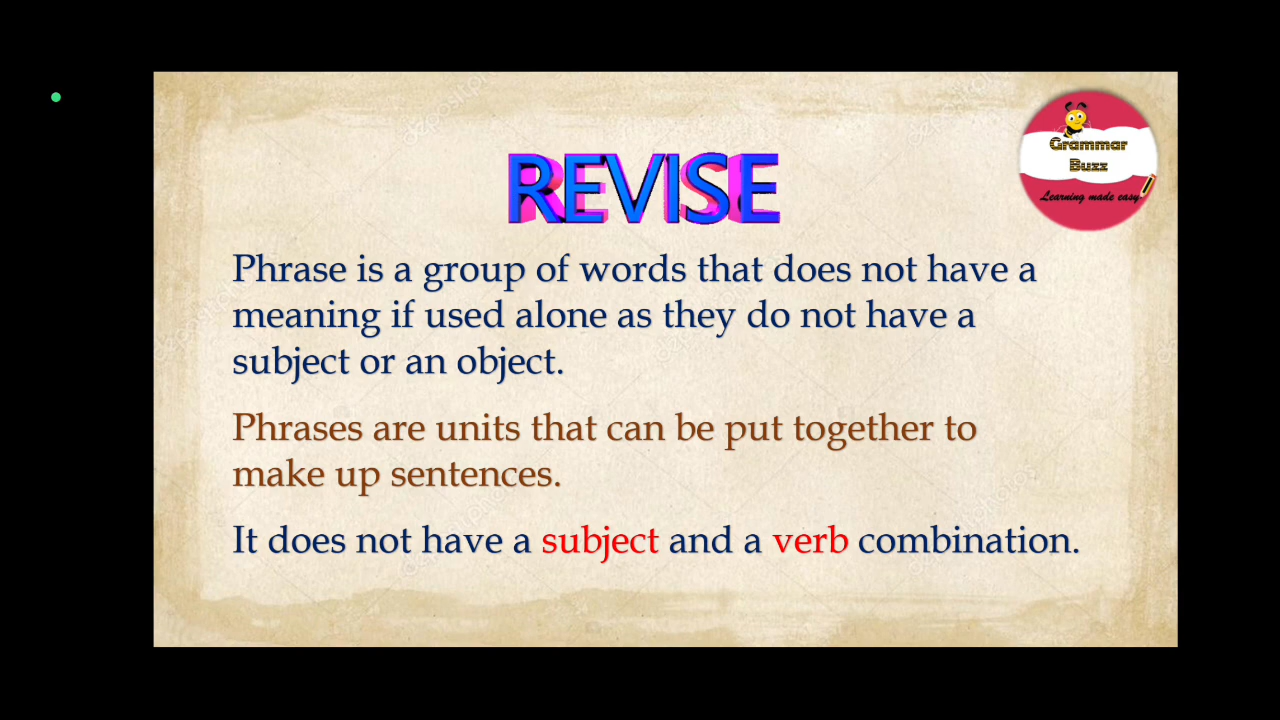 REVISE
Grammar
Buzz
Learning made easy
Phrase is a group of words that does not have a
meaning if used alone as they do not have a
subject or an object.
Phrases are units that can be put together to
make up sentences.
It does not have a subject and a verb combination.